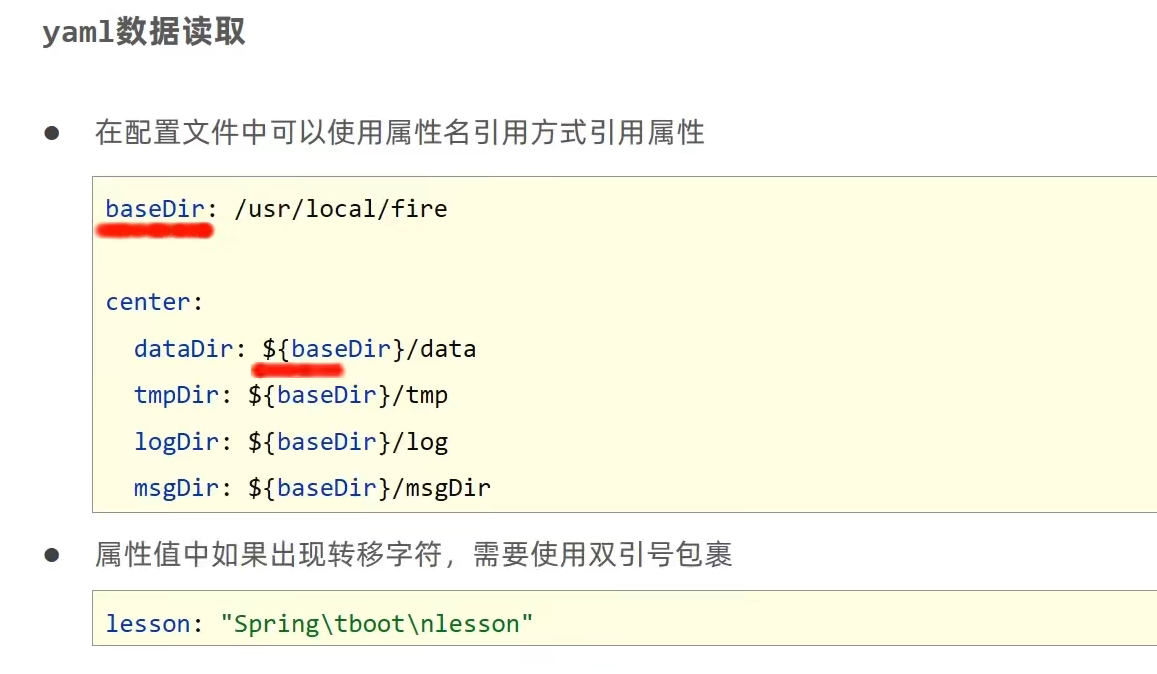 yaml数据读取
● 在配置文件中可以使用属性名引用方式引用属性
baseDir: /usr/local/fire
center:
  dataDir: ${baseDir}/data
  tmpDir: ${baseDir}/tmp
  logDir: ${baseDir}/log
  msgDir: ${baseDir}/msgDir
● 属性值中如果出现转移字符，需要使用双引号包裹
lesson: "Spring\tboot\nlesson"